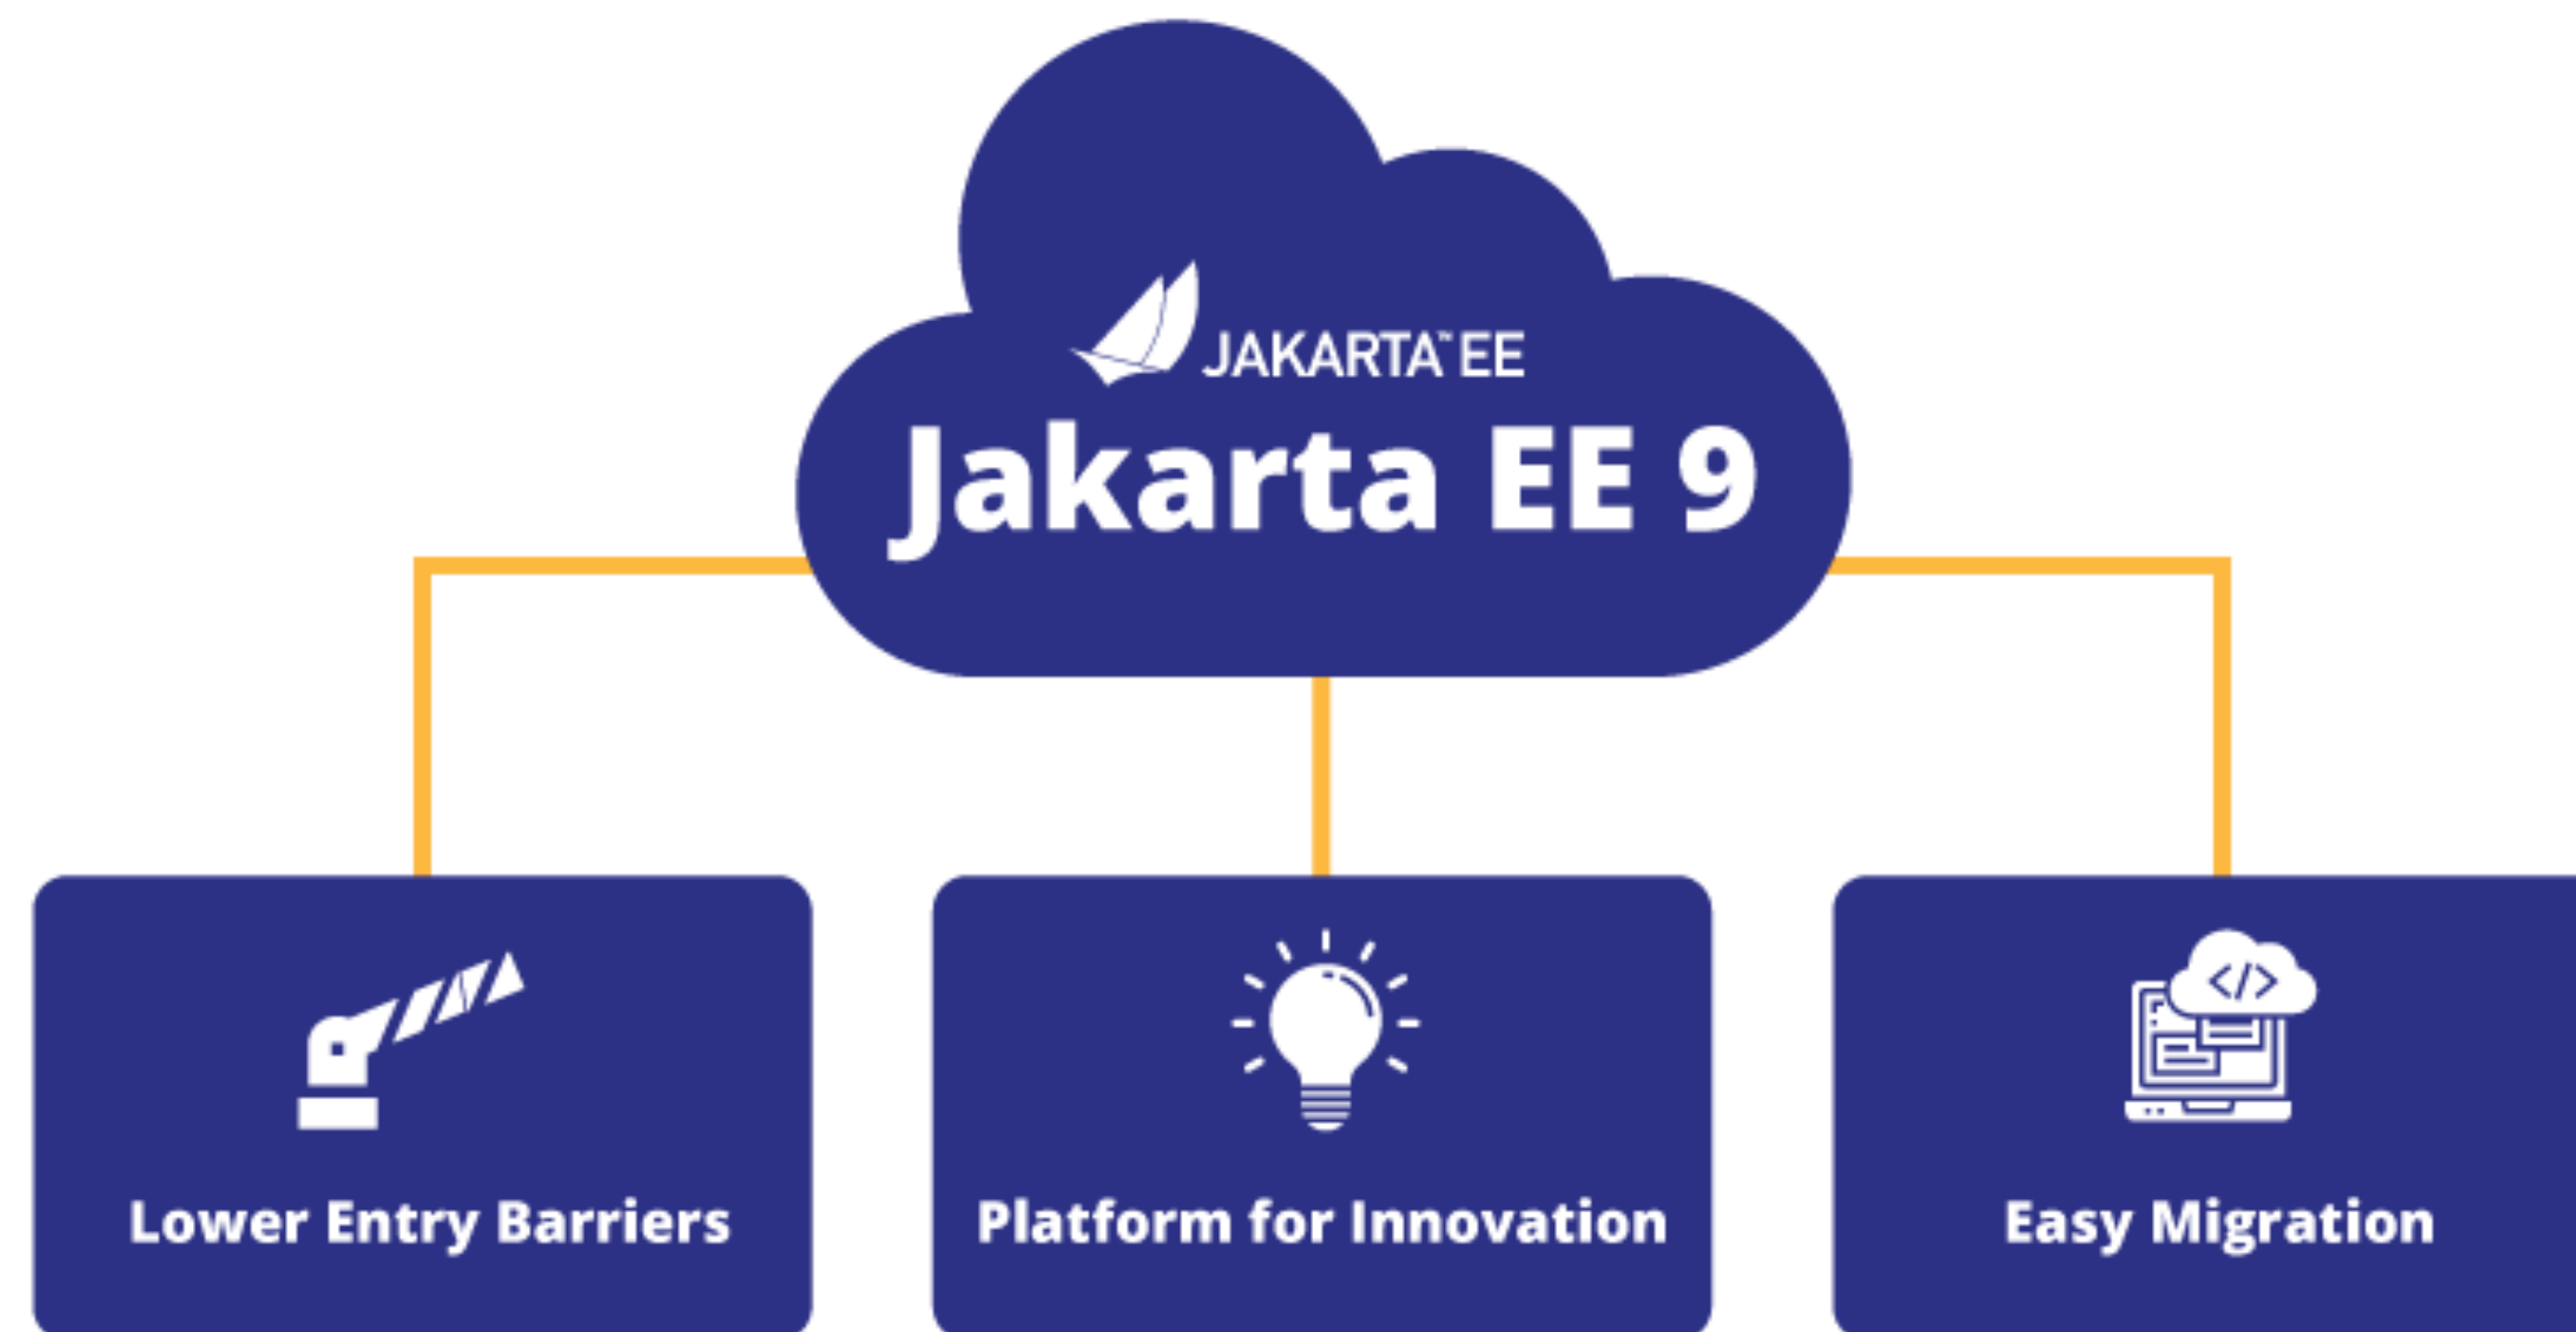 JAKARTA™ EE
Jakarta EE 9
</>
Lower Entry Barriers
Platform for Innovation
Easy Migration